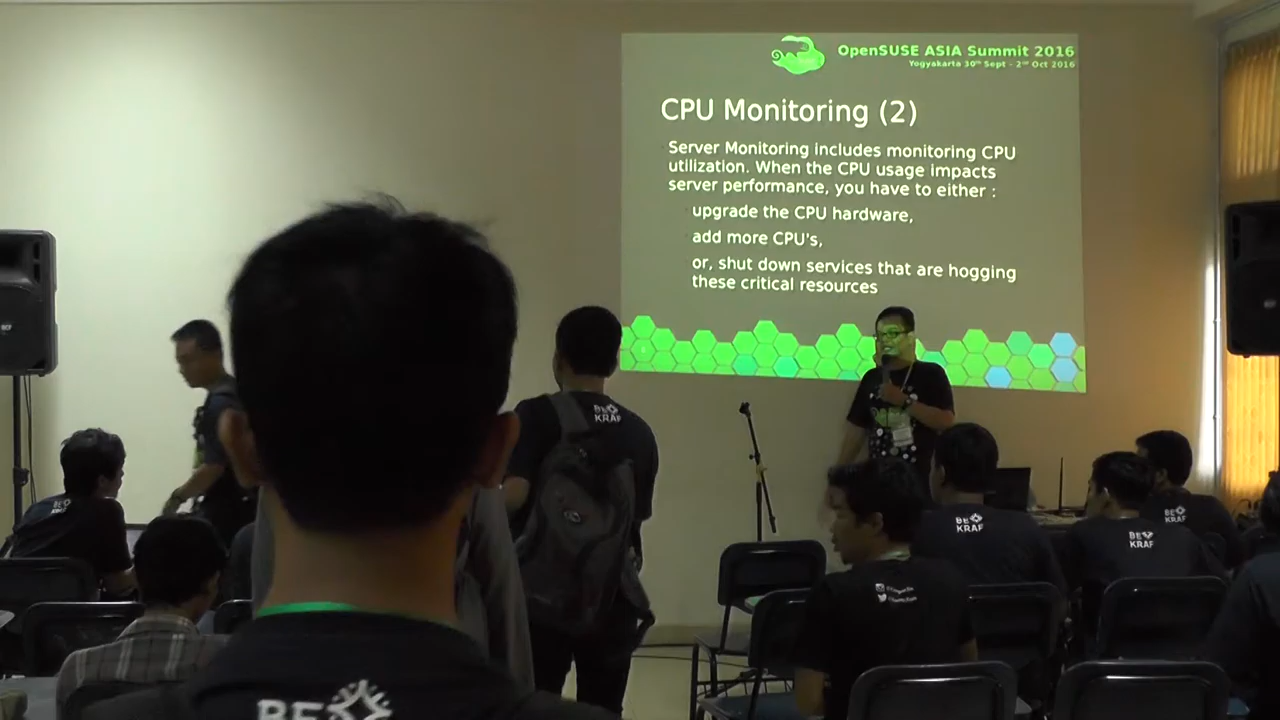 OpenSUSE ASIA Summit 2016
Yogyakarta 30th Sept - 2nd Oct 2016
CPU Monitoring (2)
Server Monitoring includes monitoring CPU
utilization. When the CPU usage impacts
server performance, you have to either :
upgrade the CPU hardware,
add more CPU's,
or, shut down services that are hogging
these critical resources
BE
KRAF
BE
KRAF
BE
KRAF
BE
KRAF
BE